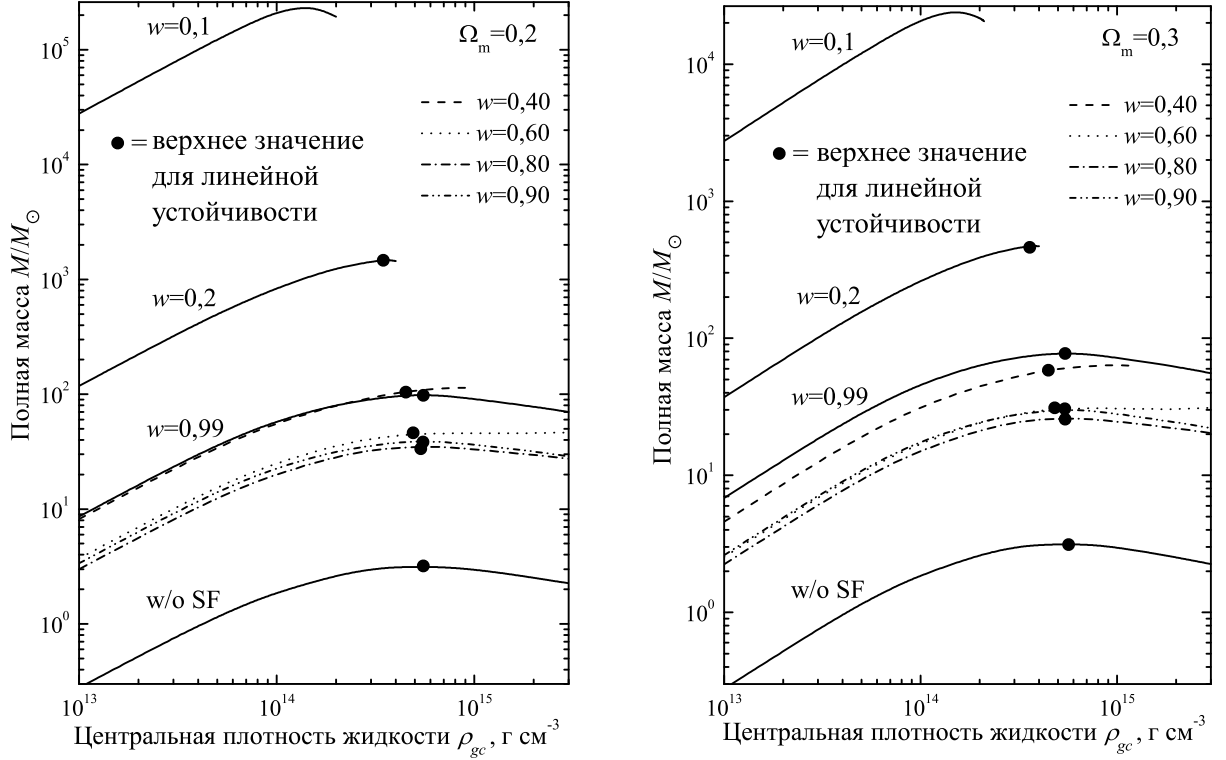 w=0,1
Ω_m=0,2
w=0,40
w=0,60
w=0,80
w=0,90
● = верхнее значение
для линейной
устойчивости
w=0,2
w=0,99
w/o SF
10^5
10^4
10^3
10^2
10^1
10^0
Полная масса M/M_⊙
10^13
10^14
10^15
Центральная плотность жидкости ρ_gc, г см^-3
w=0,1
Ω_m=0,3
w=0,40
w=0,60
w=0,80
w=0,90
● = верхнее значение
для линейной
устойчивости
w=0,2
w=0,99
w/o SF
10^4
10^3
10^2
10^1
10^0
Полная масса M/M_⊙
10^13
10^14
10^15
Центральная плотность жидкости ρ_gc, г см^-3